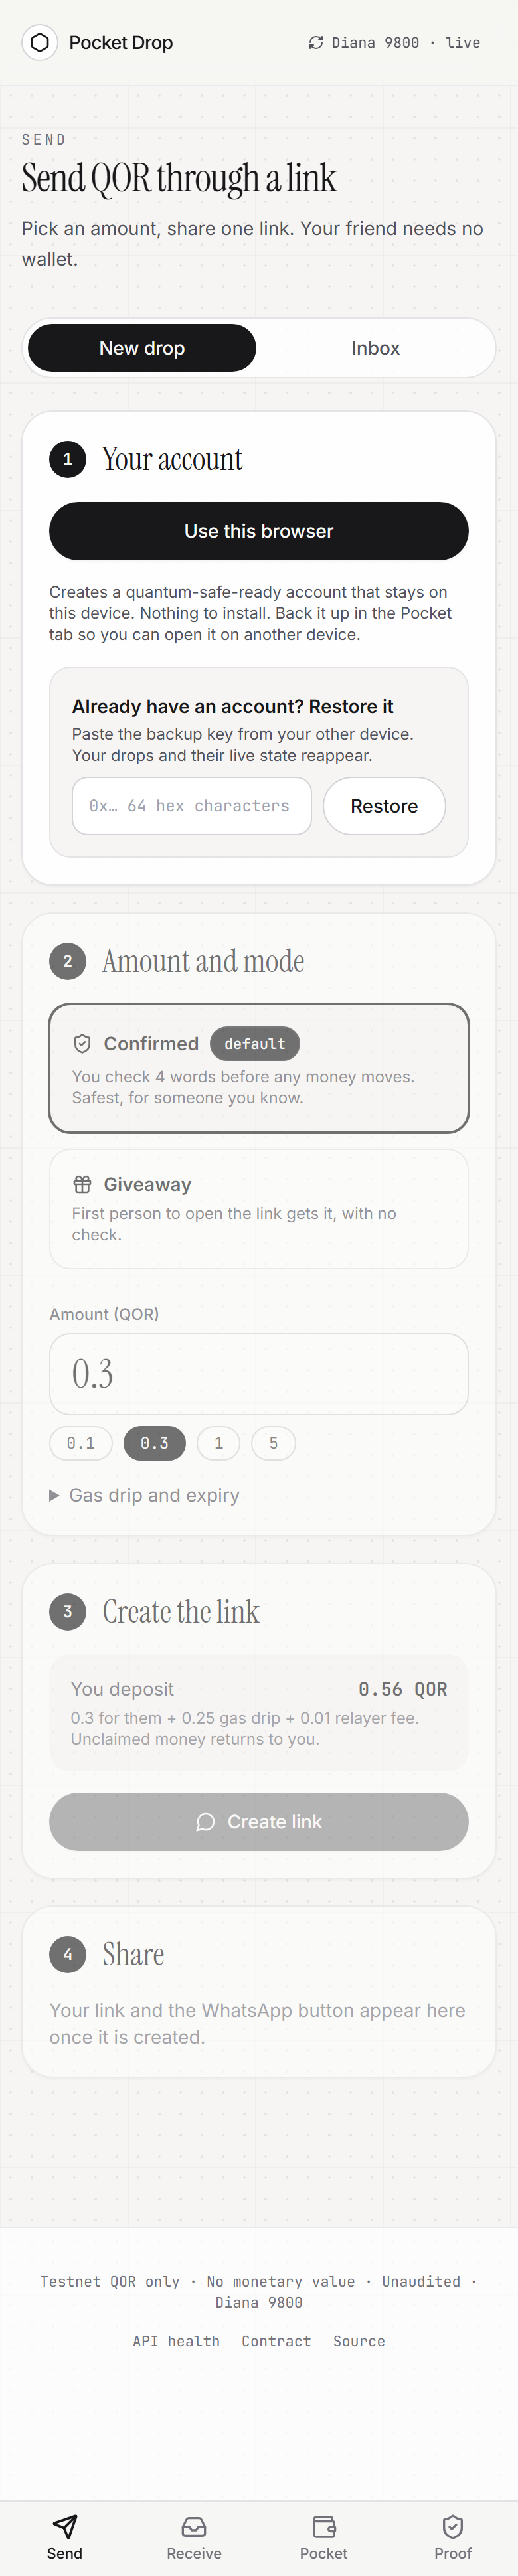 Pocket Drop
Diana 9800 · live
SEND
Send QOR through a link
Pick an amount, share one link. Your friend needs no
wallet.
New drop
Inbox
1
Your account
Use this browser
Creates a quantum-safe-ready account that stays on
this device. Nothing to install. Back it up in the Pocket
tab so you can open it on another device.
Already have an account? Restore it
Paste the backup key from your other device.
Your drops and their live state reappear.
0x… 64 hex characters
Restore
2
Amount and mode
Confirmed
default
You check 4 words before any money moves.
Safest, for someone you know.
Giveaway
First person to open the link gets it, with no
check.
Amount (QOR)
0.3
0.1
0.3
1
5
Gas drip and expiry
3
Create the link
You deposit
0.56 QOR
0.3 for them + 0.25 gas drip + 0.01 relayer fee.
Unclaimed money returns to you.
Create link
4
Share
Your link and the WhatsApp button appear here
once it is created.
Testnet QOR only · No monetary value · Unaudited ·
Diana 9800
API health
Contract
Source
Send
Receive
Pocket
Proof